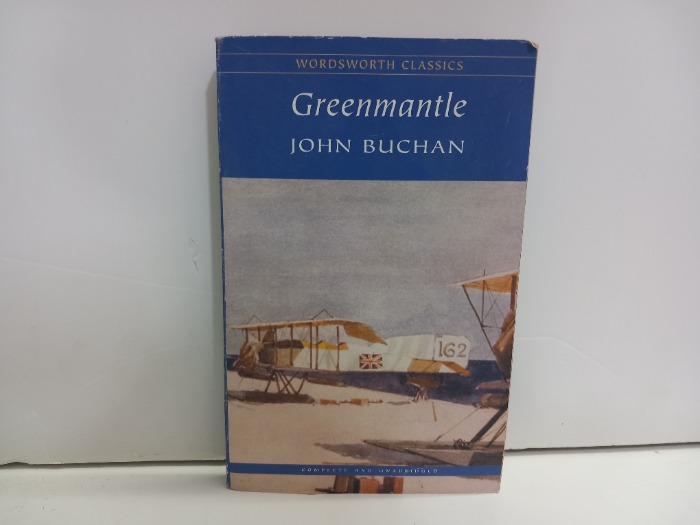 WORDSWORTH CLASSICS
Greenmantle
JOHN BUCHAN
162
COMPLETE AND UNABRIDGED